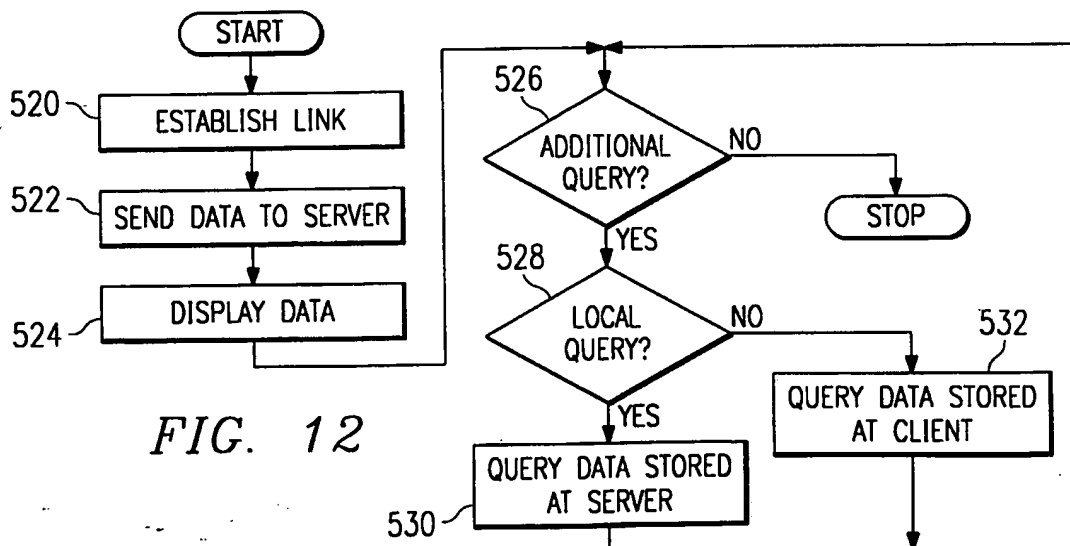 START
520
ESTABLISH LINK
522
SEND DATA TO SERVER
524
DISPLAY DATA
FIG. 12
526
ADDITIONAL
QUERY?
NO
STOP
YES
528
LOCAL
QUERY?
NO
532
QUERY DATA STORED
AT CLIENT
YES
QUERY DATA STORED
AT SERVER
530